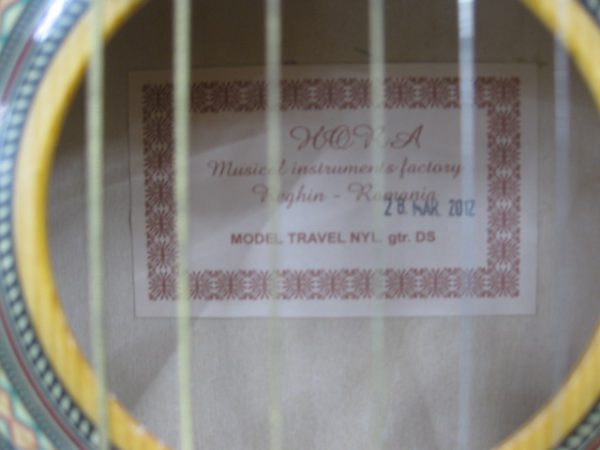 HORA
Musical instruments factory
Reghin - Romania
28. MAR. 2012
MODEL TRAVEL NYL. gtr. DS